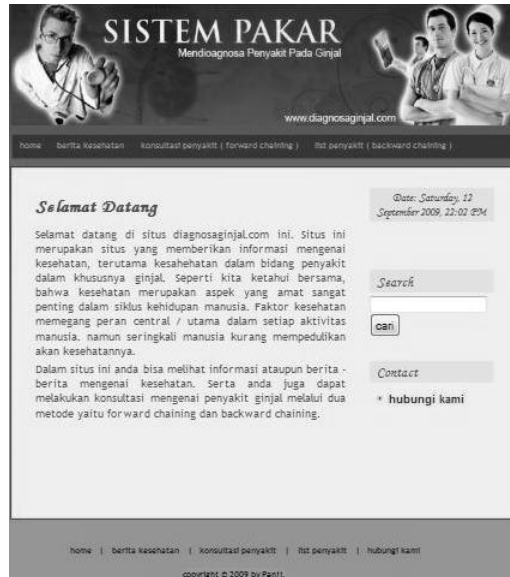 SISTEM PAKAR
Mendioagnosa Penyakit Pada Ginjal
www.diagnosaginjal.com
home berita kesehatan konsultasi penyakit ( forward chaining ) list penyakit ( backward chaining )
Selamat Datang
Selamat datang di situs diagnosaginjal.com ini. Situs ini
merupakan situs yang memberikan informasi mengenai
kesehatan, terutama kesahehatan dalam bidang penyakit
dalam khususnya ginjal. Seperti kita ketahui bersama,
bahwa kesehatan merupakan aspek yang amat sangat
penting dalam siklus kehidupan manusia. Faktor kesehatan
memegang peran central / utama dalam setiap aktivitas
manusia. namun seringkali manusia kurang mempedulikan
akan kesehatannya.
Dalam situs ini anda bisa melihat informasi ataupun berita -
berita mengenai kesehatan. Serta anda juga dapat
melakukan konsultasi mengenai penyakit ginjal melalui dua
metode yaitu forward chaining dan backward chaining.
Date: Saturday, 12
September 2009, 22:02 PM
Search
cari
Contact
hubungi kami
home | berita kesehatan | konsultasi penyakit | list penyakit | hubungi kami
copyright © 2009 by Panji.